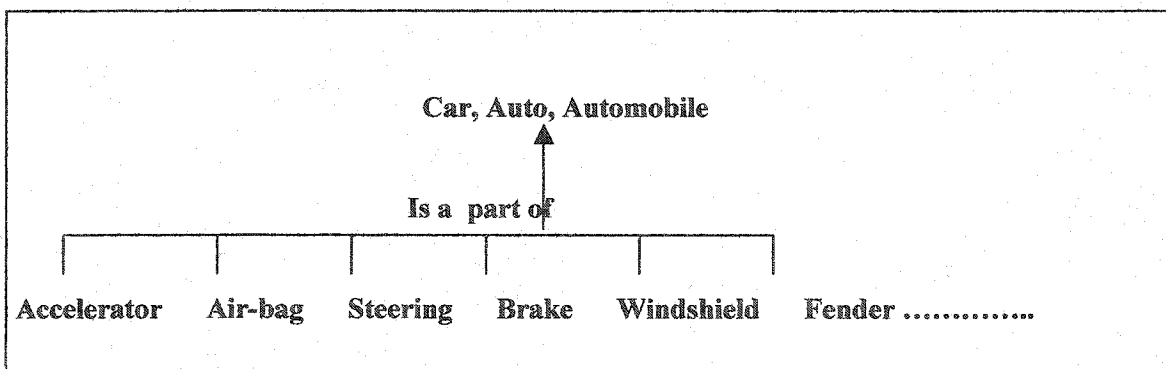 Car, Auto, Automobile
Is a part of
Accelerator Air-bag Steering Brake Windshield Fender ..............